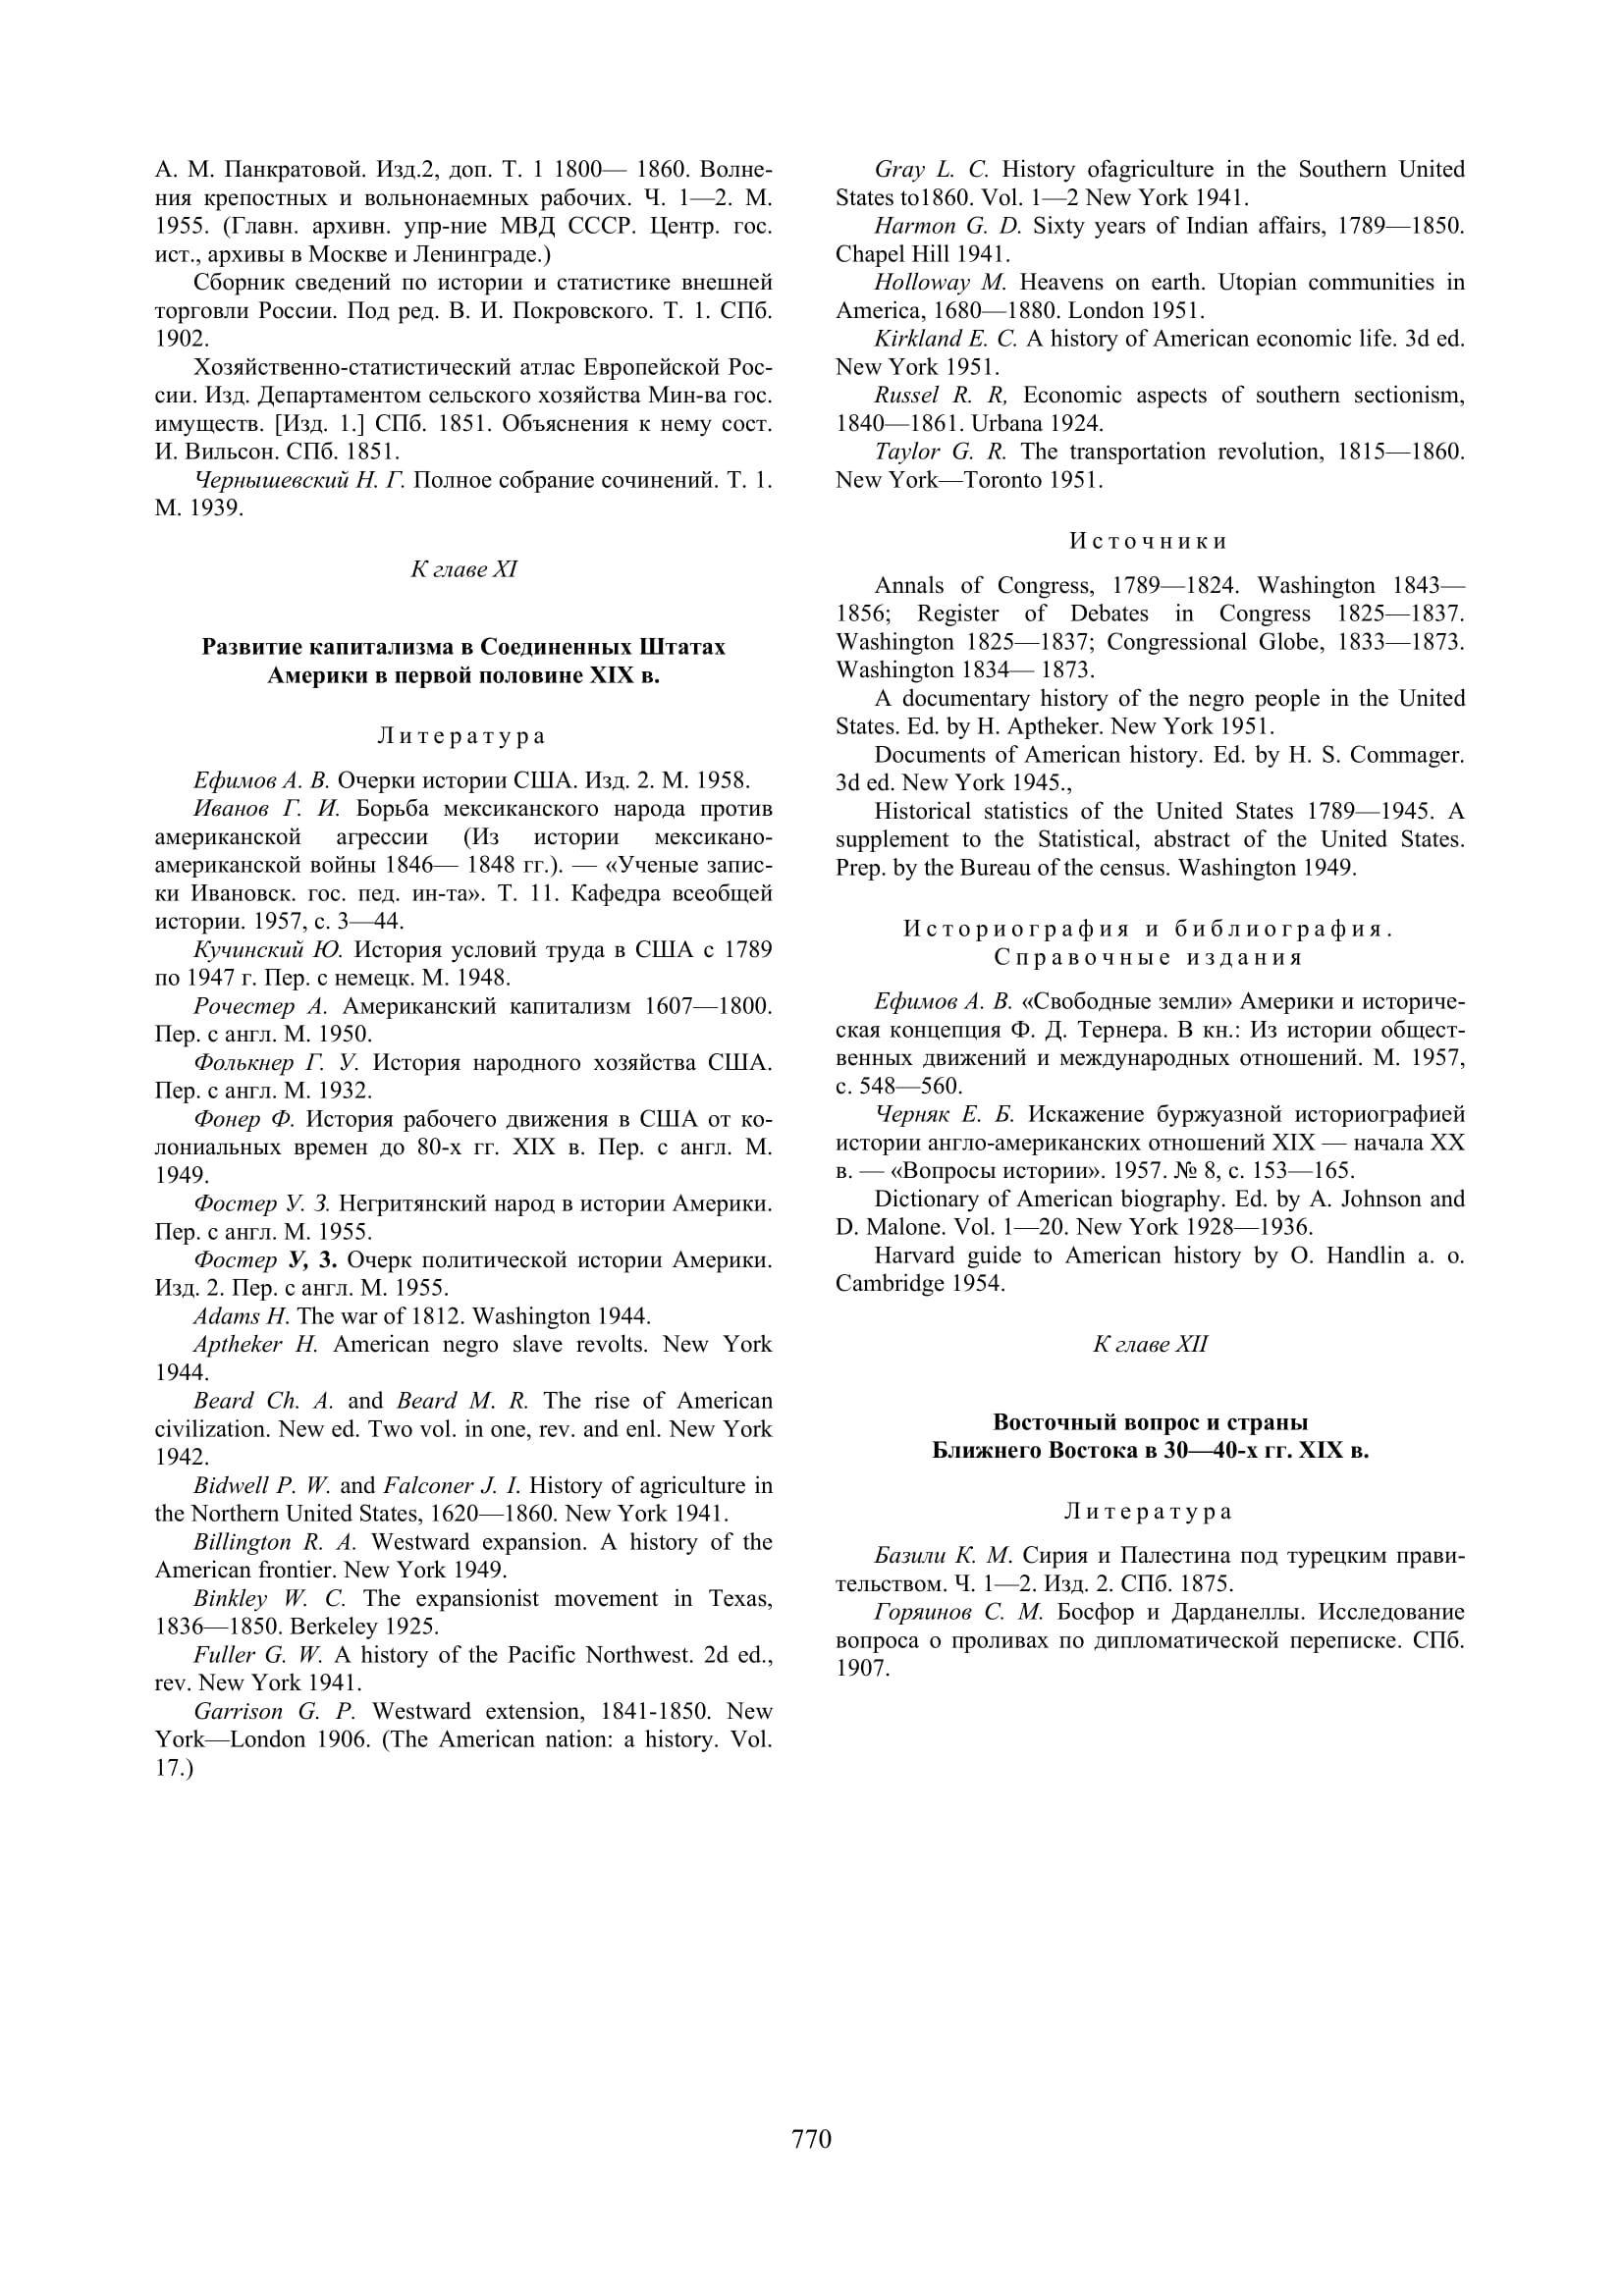 А. М. Панкратовой. Изд.2, доп. Т. 1 1800— 1860. Волне-
ния крепостных и вольнонаемных рабочих. Ч. 1—2. М.
1955. (Главн. архивн. упр-ние МВД СССР. Центр. гос.
ист., архивы в Москве и Ленинграде.)
Сборник сведений по истории и статистике внешней
торговли России. Под ред. В. И. Покровского. Т. 1. СПб.
1902.
Хозяйственно-статистический атлас Европейской Рос-
сии. Изд. Департаментом сельского хозяйства Мин-ва гос.
имуществ. [Изд. 1.] СПб. 1851. Объяснения к нему сост.
И. Вильсон. СПб. 1851.
Чернышевский Н. Г. Полное собрание сочинений. Т. 1.
М. 1939.
К главе XI
Развитие капитализма в Соединенных Штатах
Америки в первой половине XIX в.
Литература
Ефимов А. В. Очерки истории США. Изд. 2. М. 1958.
Иванов Г. И. Борьба мексиканского народа против
американской агрессии (Из истории мексикано-
американской войны 1846— 1848 гг.). — «Ученые запис-
ки Ивановск. гос. пед. ин-та». Т. 11. Кафедра всеобщей
истории. 1957, с. 3—44.
Кучинский Ю. История условий труда в США с 1789
по 1947 г. Пер. с немецк. М. 1948.
Рочестер А. Американский капитализм 1607—1800.
Пер. с англ. М. 1950.
Фолькнер Г. У. История народного хозяйства США.
Пер. с англ. М. 1932.
Фонер Ф. История рабочего движения в США от ко-
лониальных времен до 80-х гг. XIX в. Пер. с англ. М.
1949.
Фостер У. З. Негритянский народ в истории Америки.
Пер. с англ. М. 1955.
Фостер У, 3. Очерк политической истории Америки.
Изд. 2. Пер. с англ. М. 1955.
Adams H. The war of 1812. Washington 1944.
Aptheker H. American negro slave revolts. New York
1944.
Beard Ch. A. and Beard M. R. The rise of American
civilization. New ed. Two vol. in one, rev. and enl. New York
1942.
Bidwell P. W. and Falconer J. I. History of agriculture in
the Northern United States, 1620—1860. New York 1941.
Billington R. A. Westward expansion. A history of the
American frontier. New York 1949.
Binkley W. C. The expansionist movement in Texas,
1836—1850. Berkeley 1925.
Fuller G. W. A history of the Pacific Northwest. 2d ed.,
rev. New York 1941.
Garrison G. P. Westward extension, 1841-1850. New
York—London 1906. (The American nation: a history. Vol.
17.)
Gray L. C. History ofagriculture in the Southern United
States to1860. Vol. 1—2 New York 1941.
Harmon G. D. Sixty years of Indian affairs, 1789—1850.
Chapel Hill 1941.
Holloway M. Heavens on earth. Utopian communities in
America, 1680—1880. London 1951.
Kirkland E. C. A history of American economic life. 3d ed.
New York 1951.
Russel R. R, Economic aspects of southern sectionism,
1840—1861. Urbana 1924.
Taylor G. R. The transportation revolution, 1815—1860.
New York—Toronto 1951.
Источники
Annals of Congress, 1789—1824. Washington 1843—
1856; Register of Debates in Congress 1825—1837.
Washington 1825—1837; Congressional Globe, 1833—1873.
Washington 1834— 1873.
A documentary history of the negro people in the United
States. Ed. by H. Aptheker. New York 1951.
Documents of American history. Ed. by H. S. Commager.
3d ed. New York 1945.,
Historical statistics of the United States 1789—1945. A
supplement to the Statistical, abstract of the United States.
Prep. by the Bureau of the census. Washington 1949.
Историография и библиография.
Справочные издания
Ефимов А. В. «Свободные земли» Америки и историче-
ская концепция Ф. Д. Тернера. В кн.: Из истории общест-
венных движений и международных отношений. М. 1957,
с. 548—560.
Черняк Е. Б. Искажение буржуазной историографией
истории англо-американских отношений XIX — начала XX
в. — «Вопросы истории». 1957. № 8, с. 153—165.
Dictionary of American biography. Ed. by A. Johnson and
D. Malone. Vol. 1—20. New York 1928—1936.
Harvard guide to American history by O. Handlin a. o.
Cambridge 1954.
К главе XII
Восточный вопрос и страны
Ближнего Востока в 30—40-х гг. XIX в.
Литература
Базили К. М. Сирия и Палестина под турецким прави-
тельством. Ч. 1—2. Изд. 2. СПб. 1875.
Горяинов С. М. Босфор и Дарданеллы. Исследование
вопроса о проливах по дипломатической переписке. СПб.
1907.
770